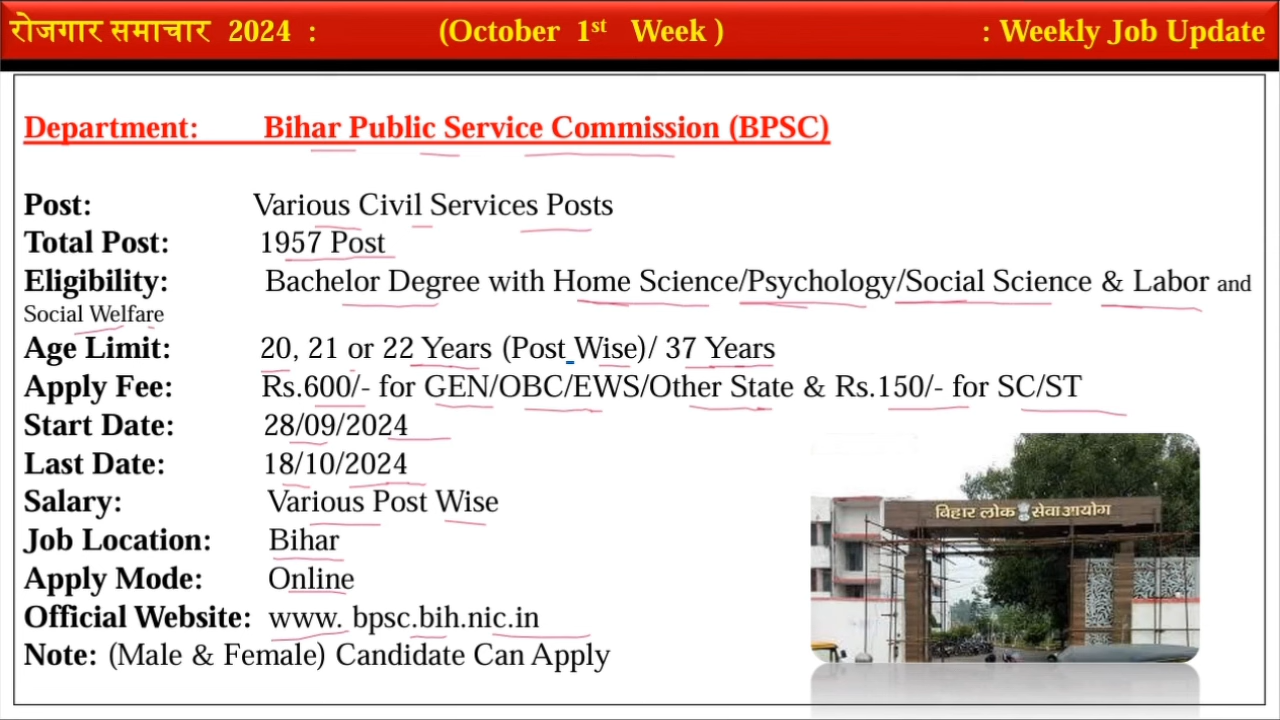 रोजगार समाचार 2024 : (October 1st Week ) : Weekly Job Update
Department: Bihar Public Service Commission (BPSC)
Post: Various Civil Services Posts
Total Post: 1957 Post
Eligibility: Bachelor Degree with Home Science/Psychology/Social Science & Labor and
Social Welfare
Age Limit: 20, 21 or 22 Years (Post Wise)/ 37 Years
Apply Fee: Rs.600/- for GEN/OBC/EWS/Other State & Rs.150/- for SC/ST
Start Date: 28/09/2024
Last Date: 18/10/2024
Salary: Various Post Wise
Job Location: Bihar
Apply Mode: Online
Official Website: www. bpsc.bih.nic.in
Note: (Male & Female) Candidate Can Apply
बिहार लोक सेवा आयोग